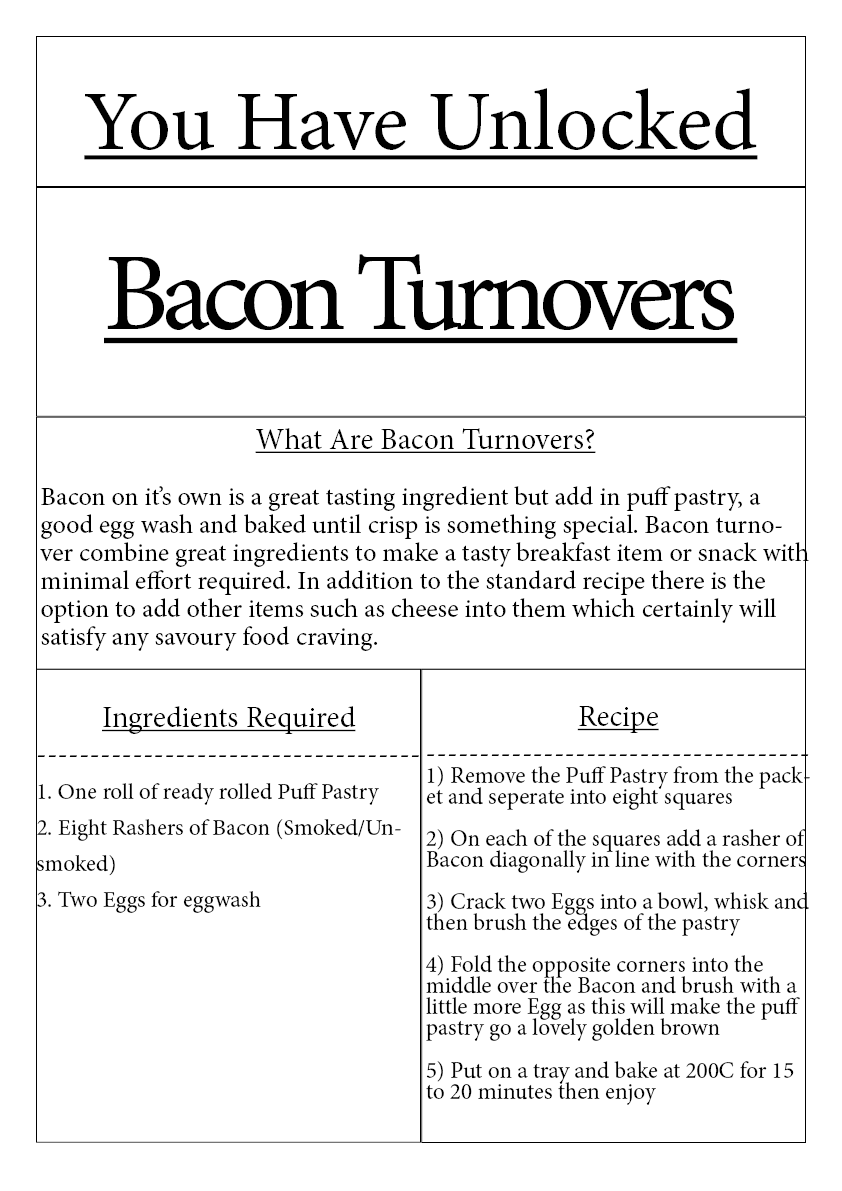 You Have Unlocked
Bacon Turnovers
What Are Bacon Turnovers?
Bacon on it's own is a great tasting ingredient but add in puff pastry, a
good egg wash and baked until crisp is something special. Bacon turno-
ver combine great ingredients to make a tasty breakfast item or snack with
minimal effort required. In addition to the standard recipe there is the
option to add other items such as cheese into them which certainly will
satisfy any savoury food craving.
Ingredients Required
1. One roll of ready rolled Puff Pastry
2. Eight Rashers of Bacon (Smoked/Un-
smoked)
3. Two Eggs for eggwash
Recipe
1) Remove the Puff Pastry from the pack-
et and seperate into eight squares
2) On each of the squares add a rasher of
Bacon diagonally in line with the corners
3) Crack two Eggs into a bowl, whisk and
then brush the edges of the pastry
4) Fold the opposite corners into the
middle over the Bacon and brush with a
little more Egg as this will make the puff
pastry go a lovely golden brown
5) Put on a tray and bake at 200C for 15
to 20 minutes then enjoy